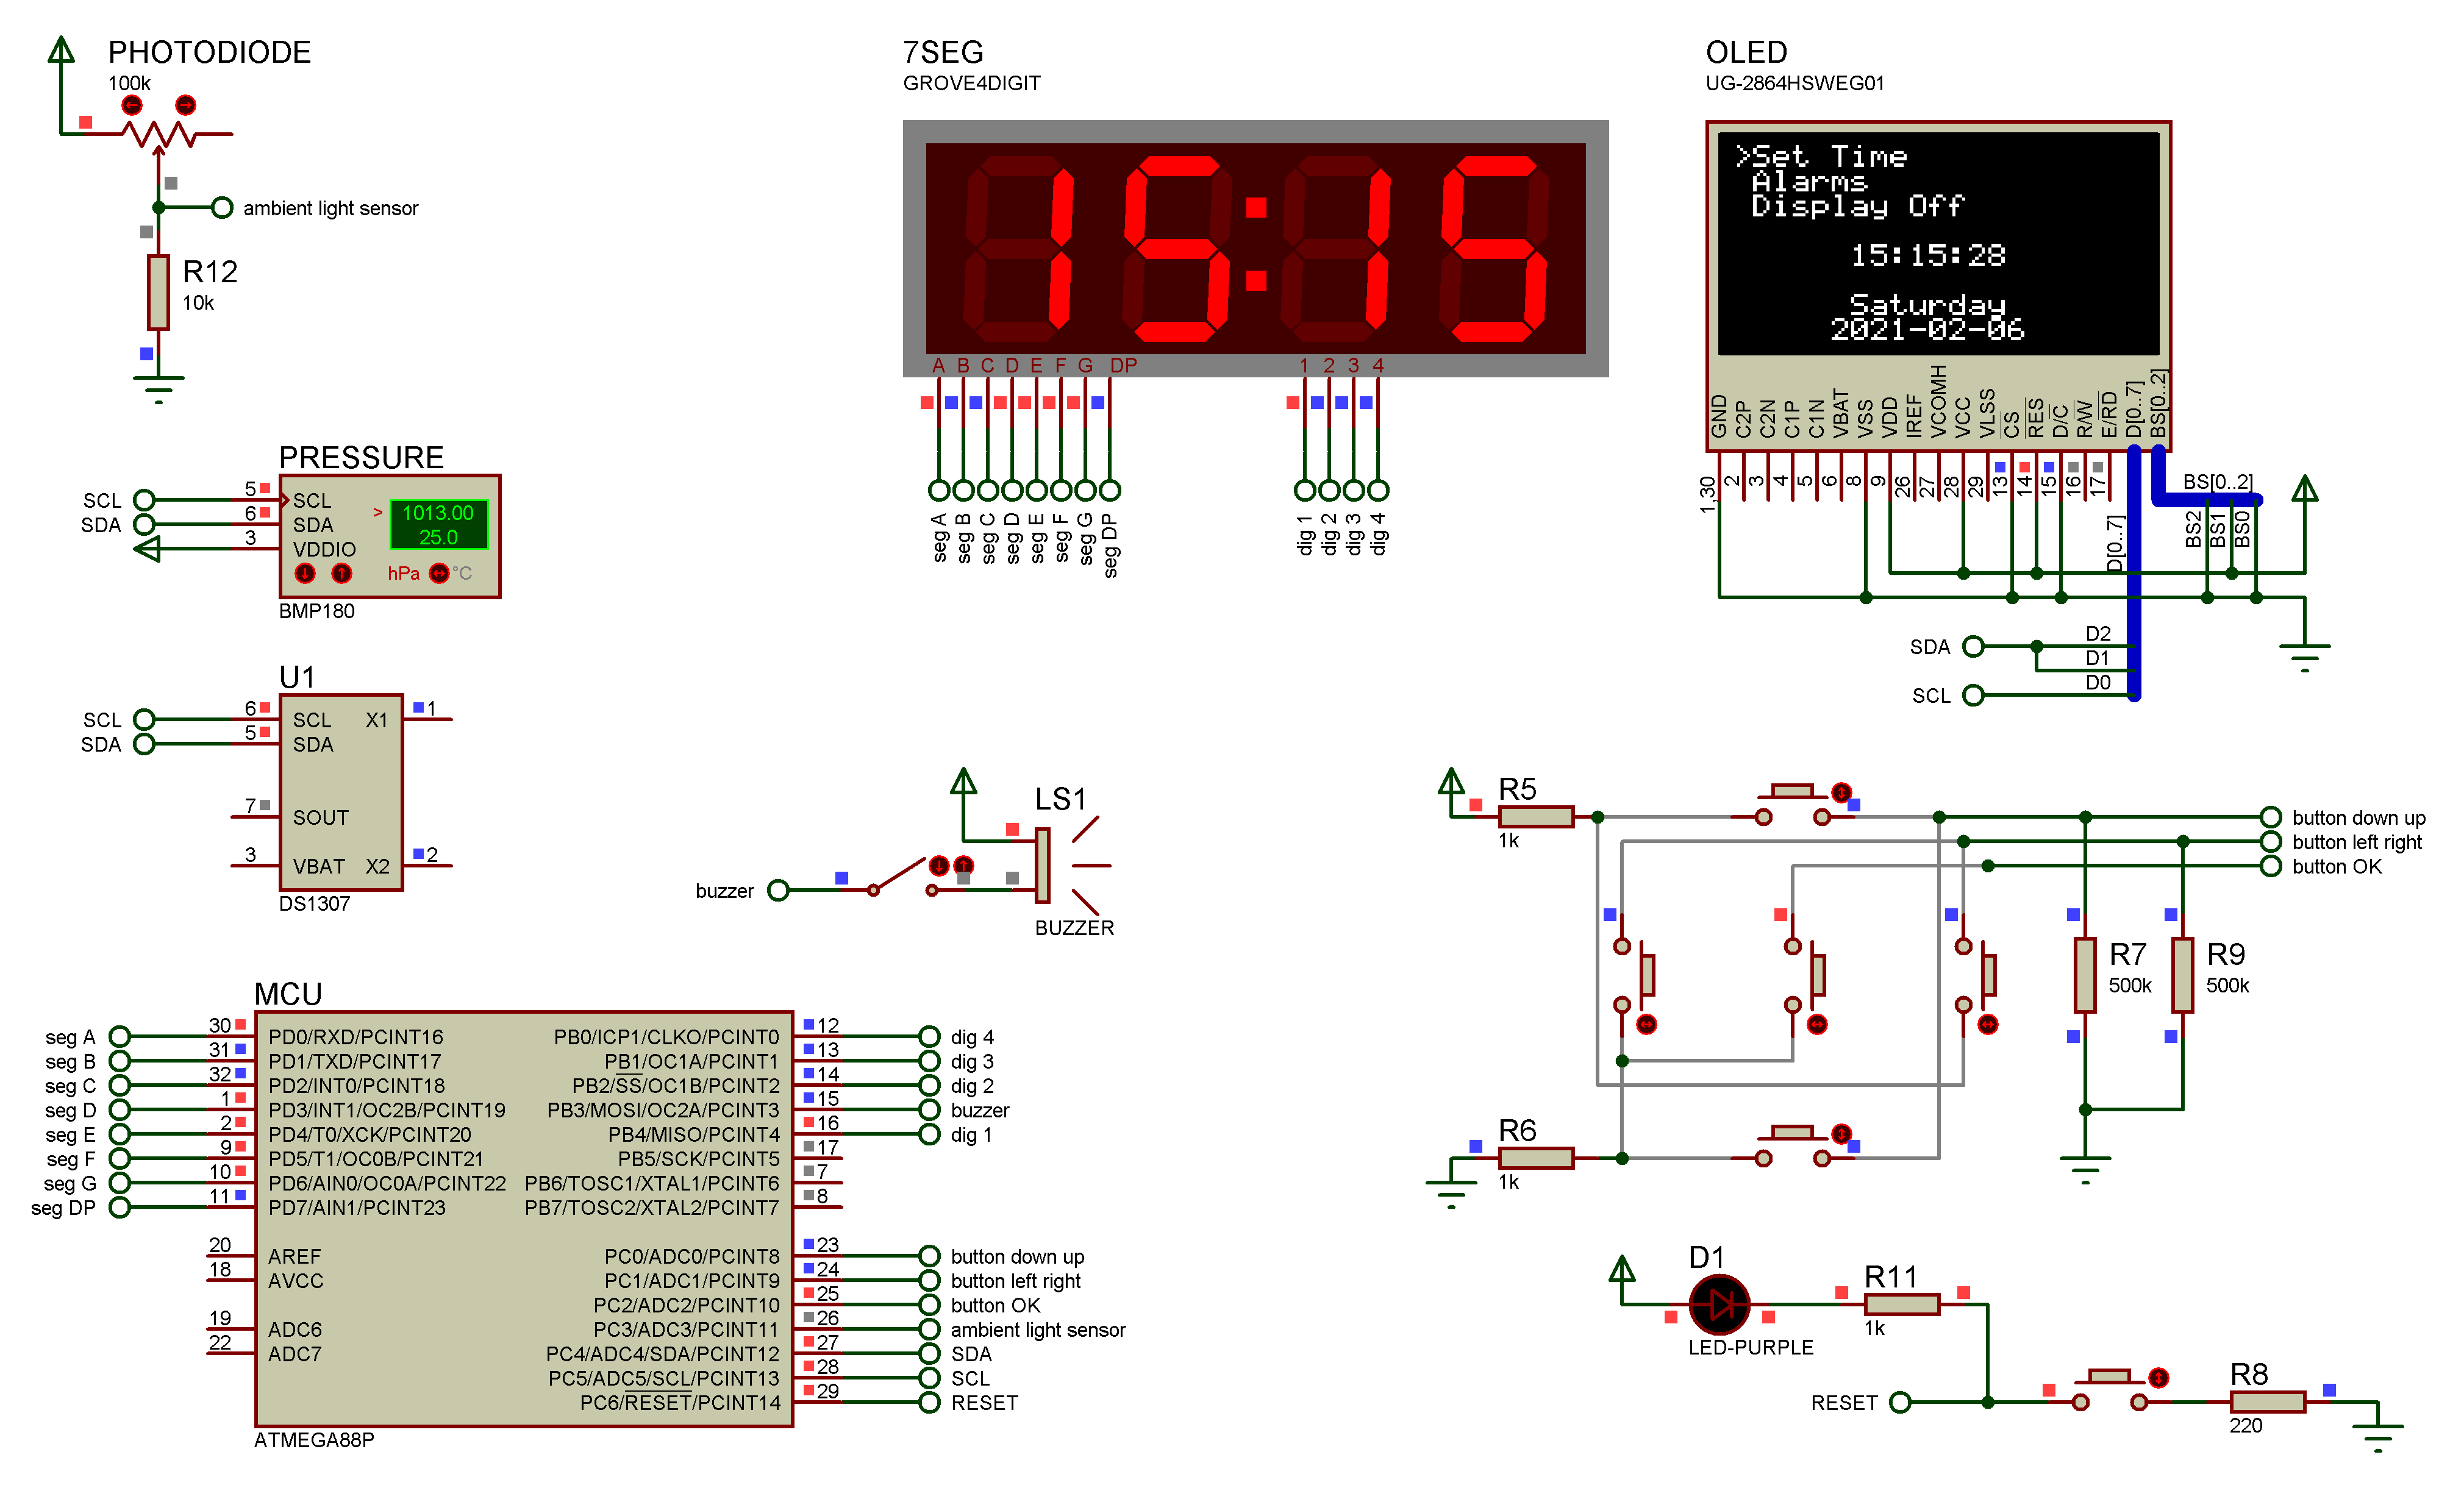 PHOTODIODE
100k
ambient light sensor
R12
10k
7SEG
GROVE4DIGIT
15:15
A B C D E F G DP
1 2 3 4
seg A
seg B
seg C
seg D
seg E
seg F
seg G
seg DP
dig 1
dig 2
dig 3
dig 4
OLED
UG-2864HSWEG01
>Set Time
Alarms
Display Off
15:15:28
Saturday
2021-02-06
GND
C2P
C2N
C1P
C1N
VBAT
VSS
VDD
IREF
VCOMH
VCC
VLSS
CS
RES
D/C
R/W
E/RD
D[0..7]
BS[0..2]
1,30
2
3
4
5
6
8
9
26
27
28
29
13
14
15
16
17
D[0..7]
BS[0..2]
BS2
BS1
BS0
SDA
D2
D1
SCL
D0
PRESSURE
SCL 5 SCL
SDA 6 SDA
3 VDDIO
> 1013.00
25.0
hPa °C
BMP180
U1
SCL 6 SCL X1 1
SDA 5 SDA
7 SOUT
3 VBAT X2 2
DS1307
LS1
buzzer
BUZZER
R5
1k
button down up
button left right
button OK
R7
500k
R9
500k
R6
1k
MCU
seg A 30 PD0/RXD/PCINT16 PB0/ICP1/CLKO/PCINT0 12 dig 4
seg B 31 PD1/TXD/PCINT17 PB1/OC1A/PCINT1 13 dig 3
seg C 32 PD2/INT0/PCINT18 PB2/SS/OC1B/PCINT2 14 dig 2
seg D 1 PD3/INT1/OC2B/PCINT19 PB3/MOSI/OC2A/PCINT3 15 buzzer
seg E 2 PD4/T0/XCK/PCINT20 PB4/MISO/PCINT4 16 dig 1
seg F 9 PD5/T1/OC0B/PCINT21 PB5/SCK/PCINT5 17
seg G 10 PD6/AIN0/OC0A/PCINT22 PB6/TOSC1/XTAL1/PCINT6 7
seg DP 11 PD7/AIN1/PCINT23 PB7/TOSC2/XTAL2/PCINT7 8
20 AREF PC0/ADC0/PCINT8 23 button down up
18 AVCC PC1/ADC1/PCINT9 24 button left right
PC2/ADC2/PCINT10 25 button OK
19 ADC6 PC3/ADC3/PCINT11 26 ambient light sensor
22 ADC7 PC4/ADC4/SDA/PCINT12 27 SDA
PC5/ADC5/SCL/PCINT13 28 SCL
PC6/RESET/PCINT14 29 RESET
ATMEGA88P
D1
LED-PURPLE
R11
1k
RESET
R8
220